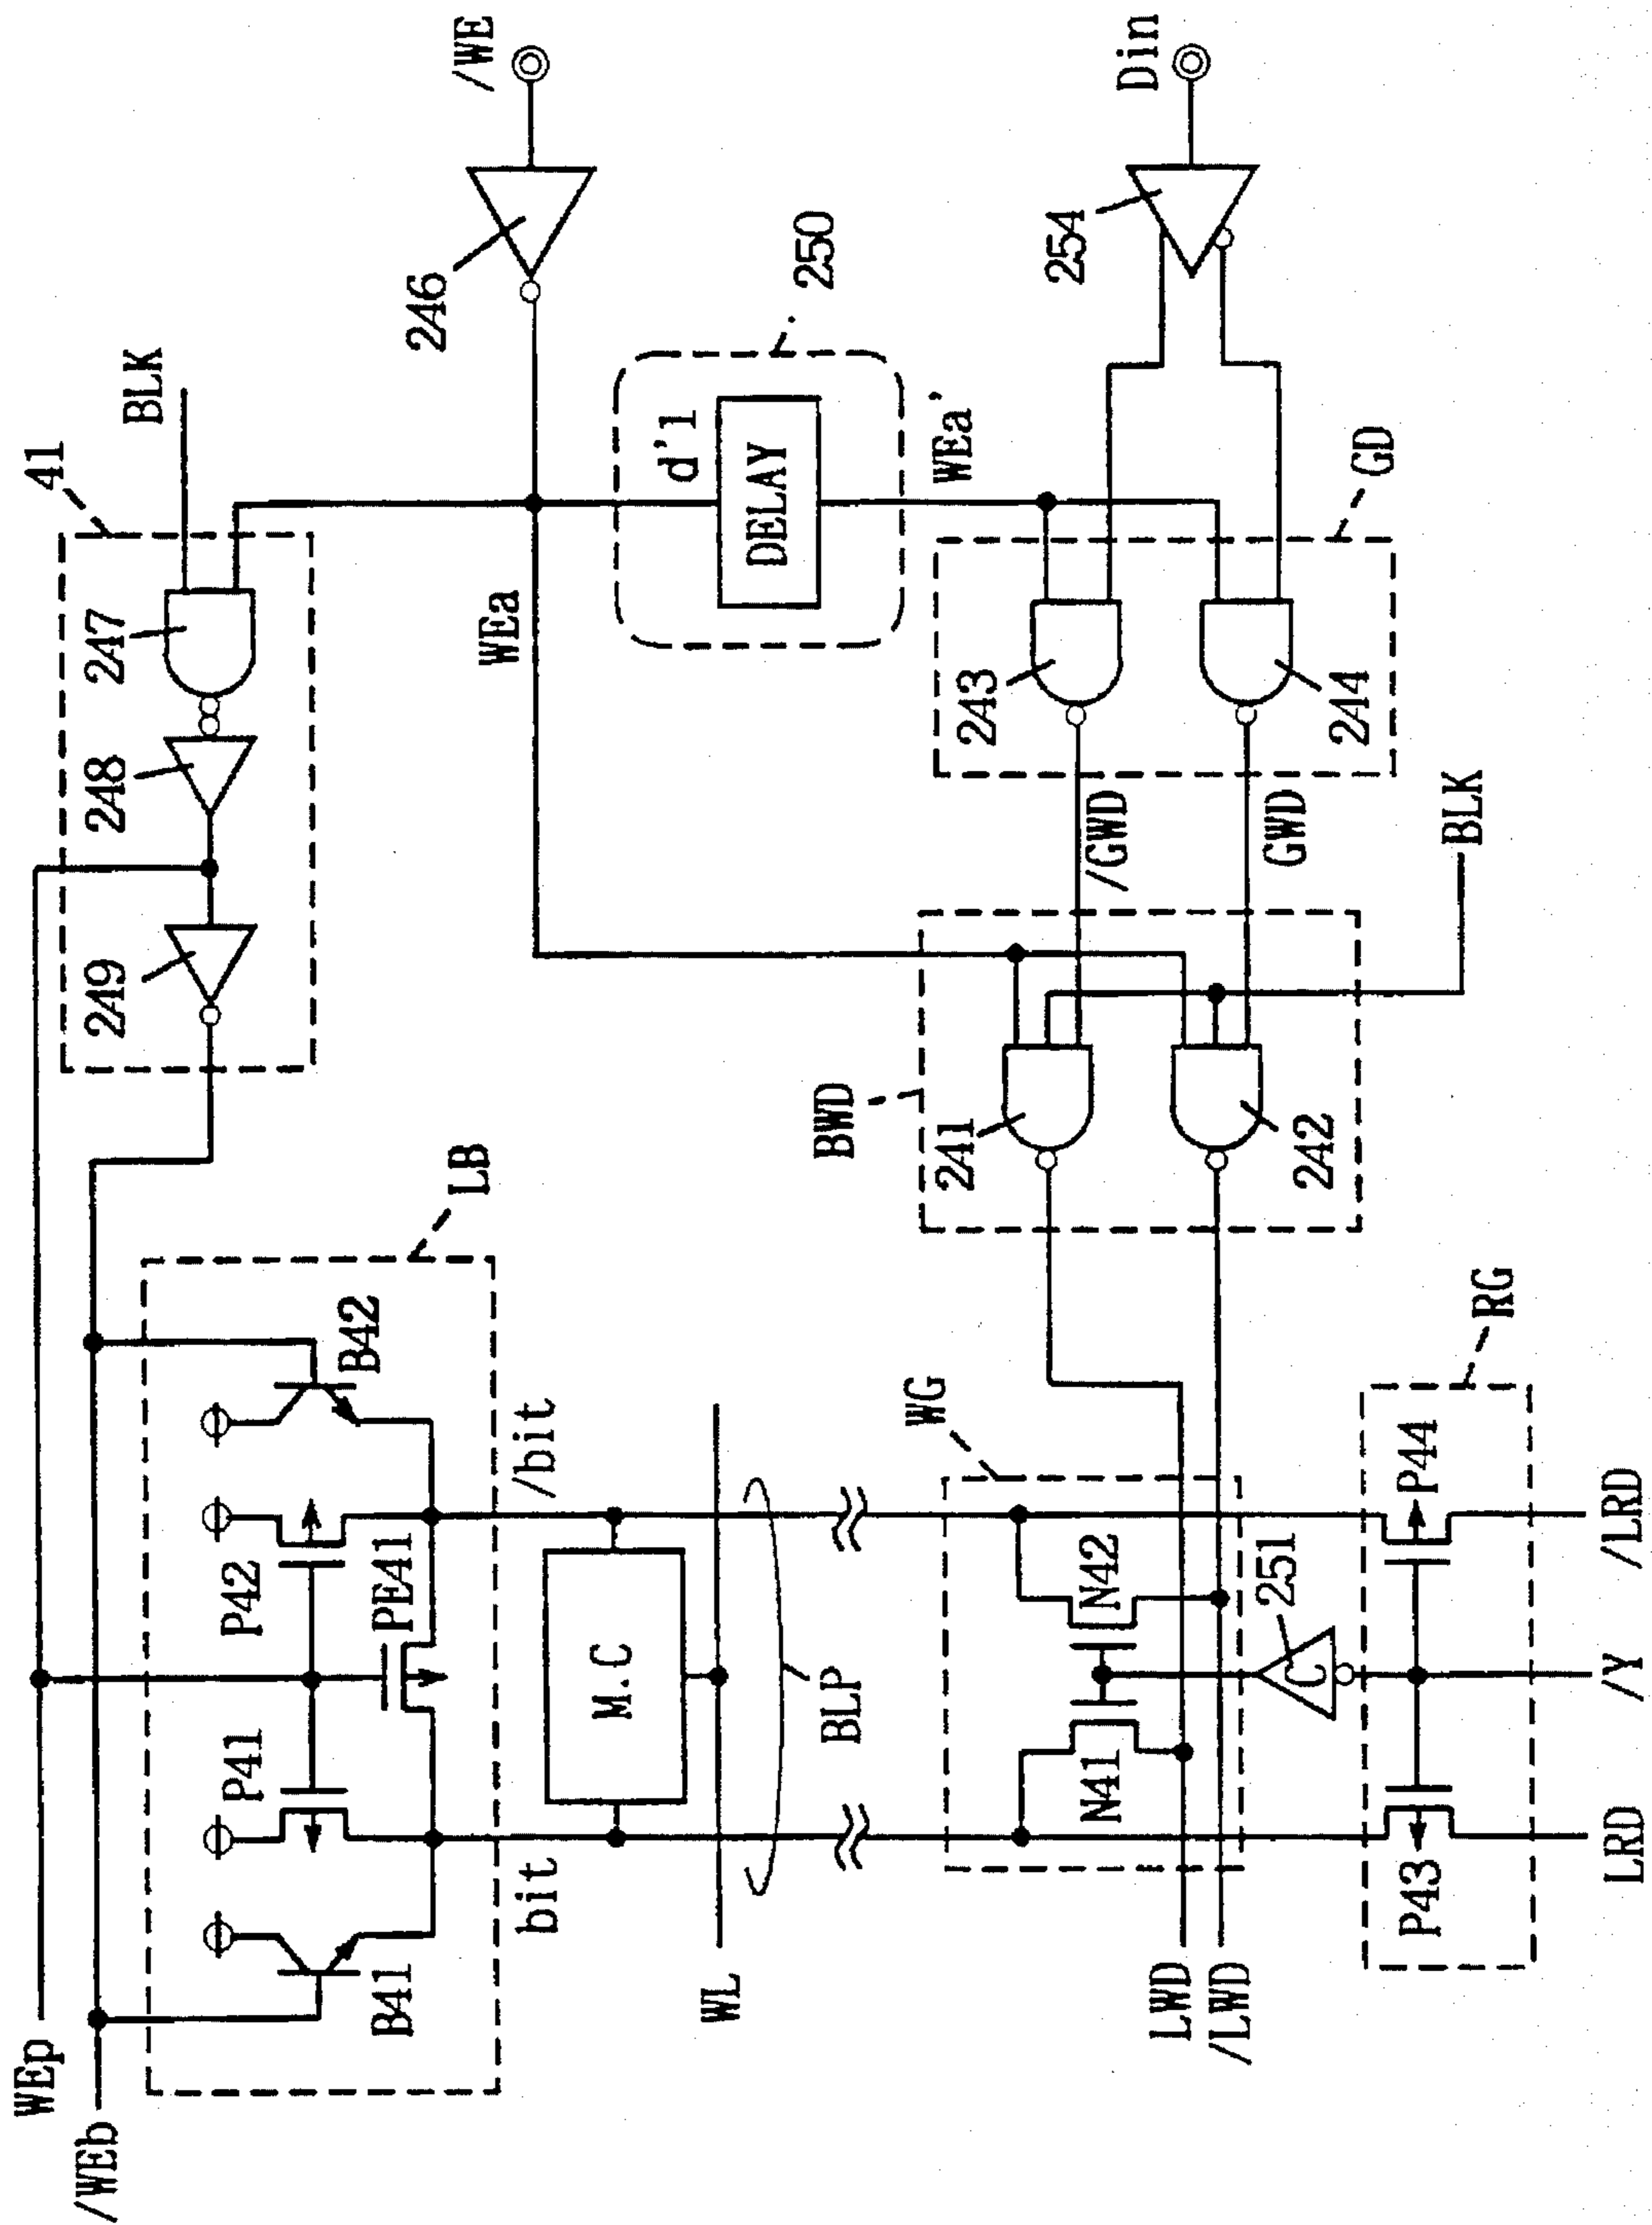 WEp
/WEb
41
BLK
249
248
247
LB
B41
P41
P42
PE41
B42
bit
/bit
M.C
WL
BLP
WEa
246
/WE
d'1
DELAY
250
WEa'
WG
N41
N42
251
C
LWD
/LWD
BWD
241
242
/GWD
GWD
BLK
243
244
GD
254
Din
RG
P43
P44
LRD
/Y
/LRD